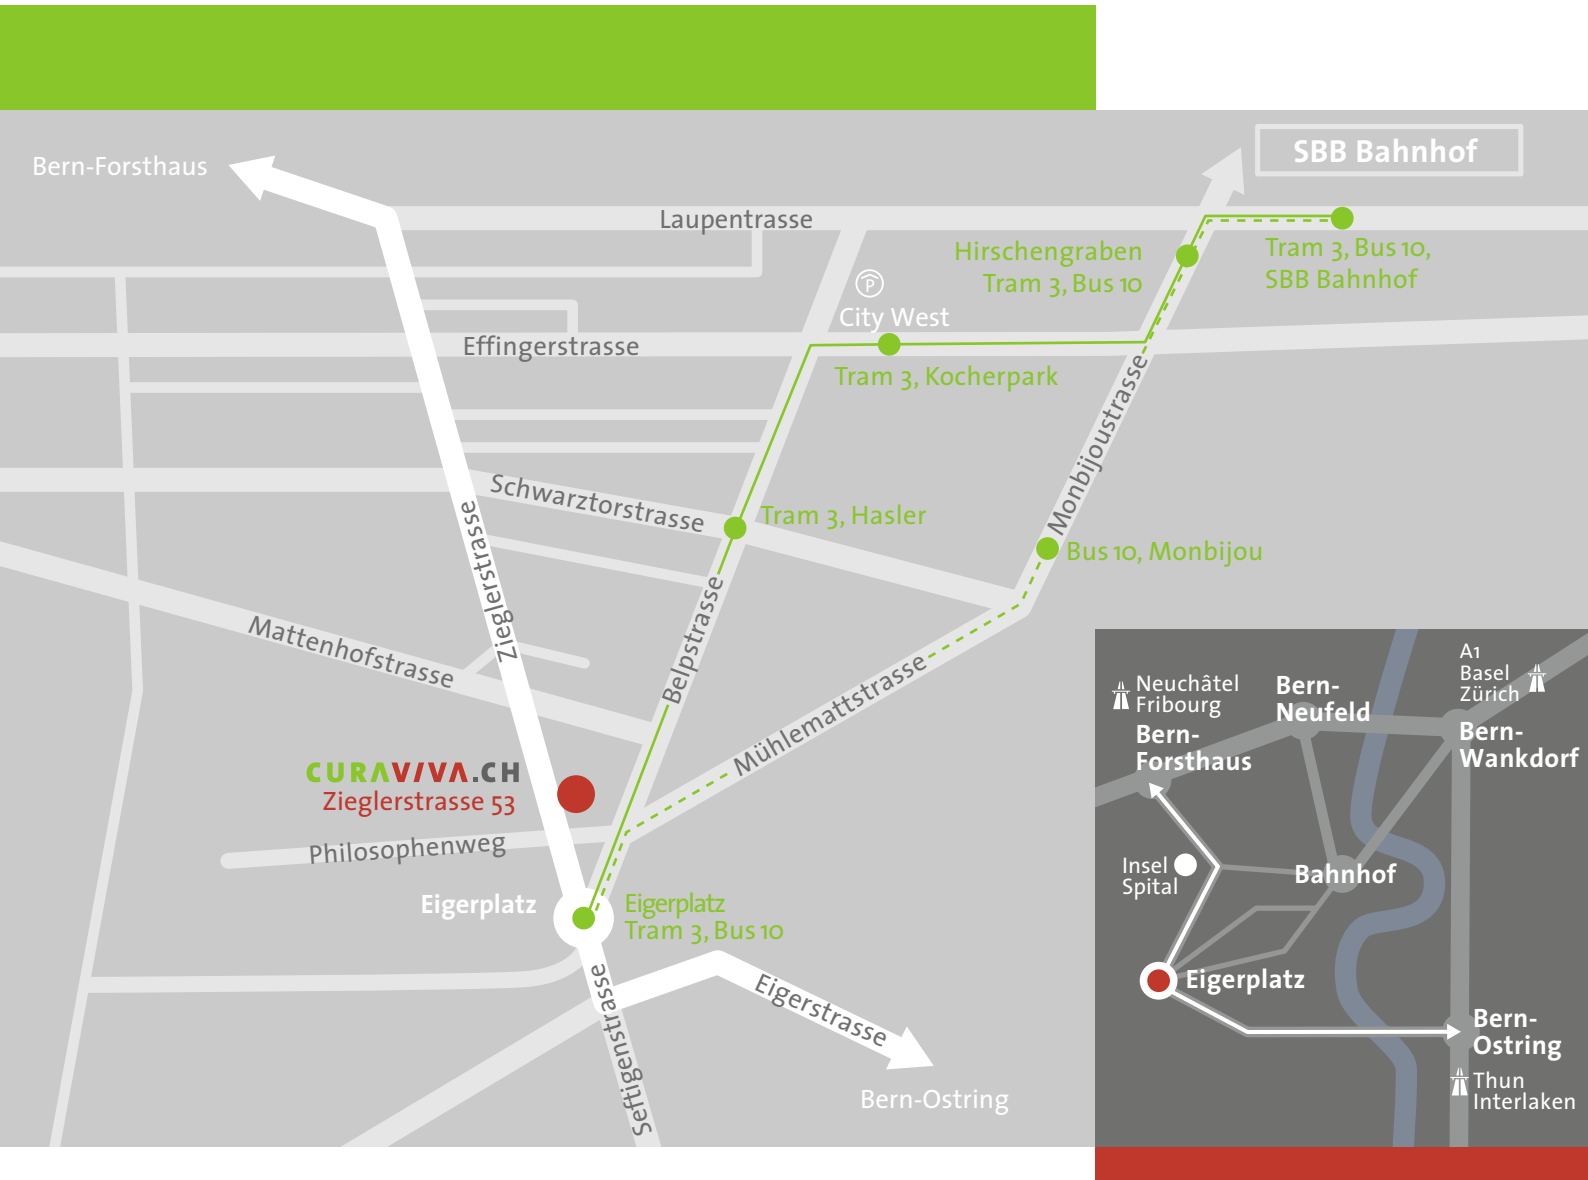 Bern-Forsthaus
SBB Bahnhof
Laupentrasse
Hirschengraben
Tram 3, Bus 10
Tram 3, Bus 10,
SBB Bahnhof
P
City West
Effingerstrasse
Tram 3, Kocherpark
Monbijoustrasse
Schwarztorstrasse
Tram 3, Hasler
Bus 10, Monbijou
Zieglerstrasse
Belpstrasse
Mattenhofstrasse
Mühlemattstrasse
CURAVIVA.CH
Zieglerstrasse 53
Philosophenweg
Eigerplatz
Eigerplatz
Tram 3, Bus 10
Seftigenstrasse
Eigerstrasse
Bern-Ostring
A1
Basel
Zürich
Neuchâtel
Fribourg
Bern-
Neufeld
Bern-
Forsthaus
Bern-
Wankdorf
Insel
Spital
Bahnhof
Eigerplatz
Bern-
Ostring
Thun
Interlaken